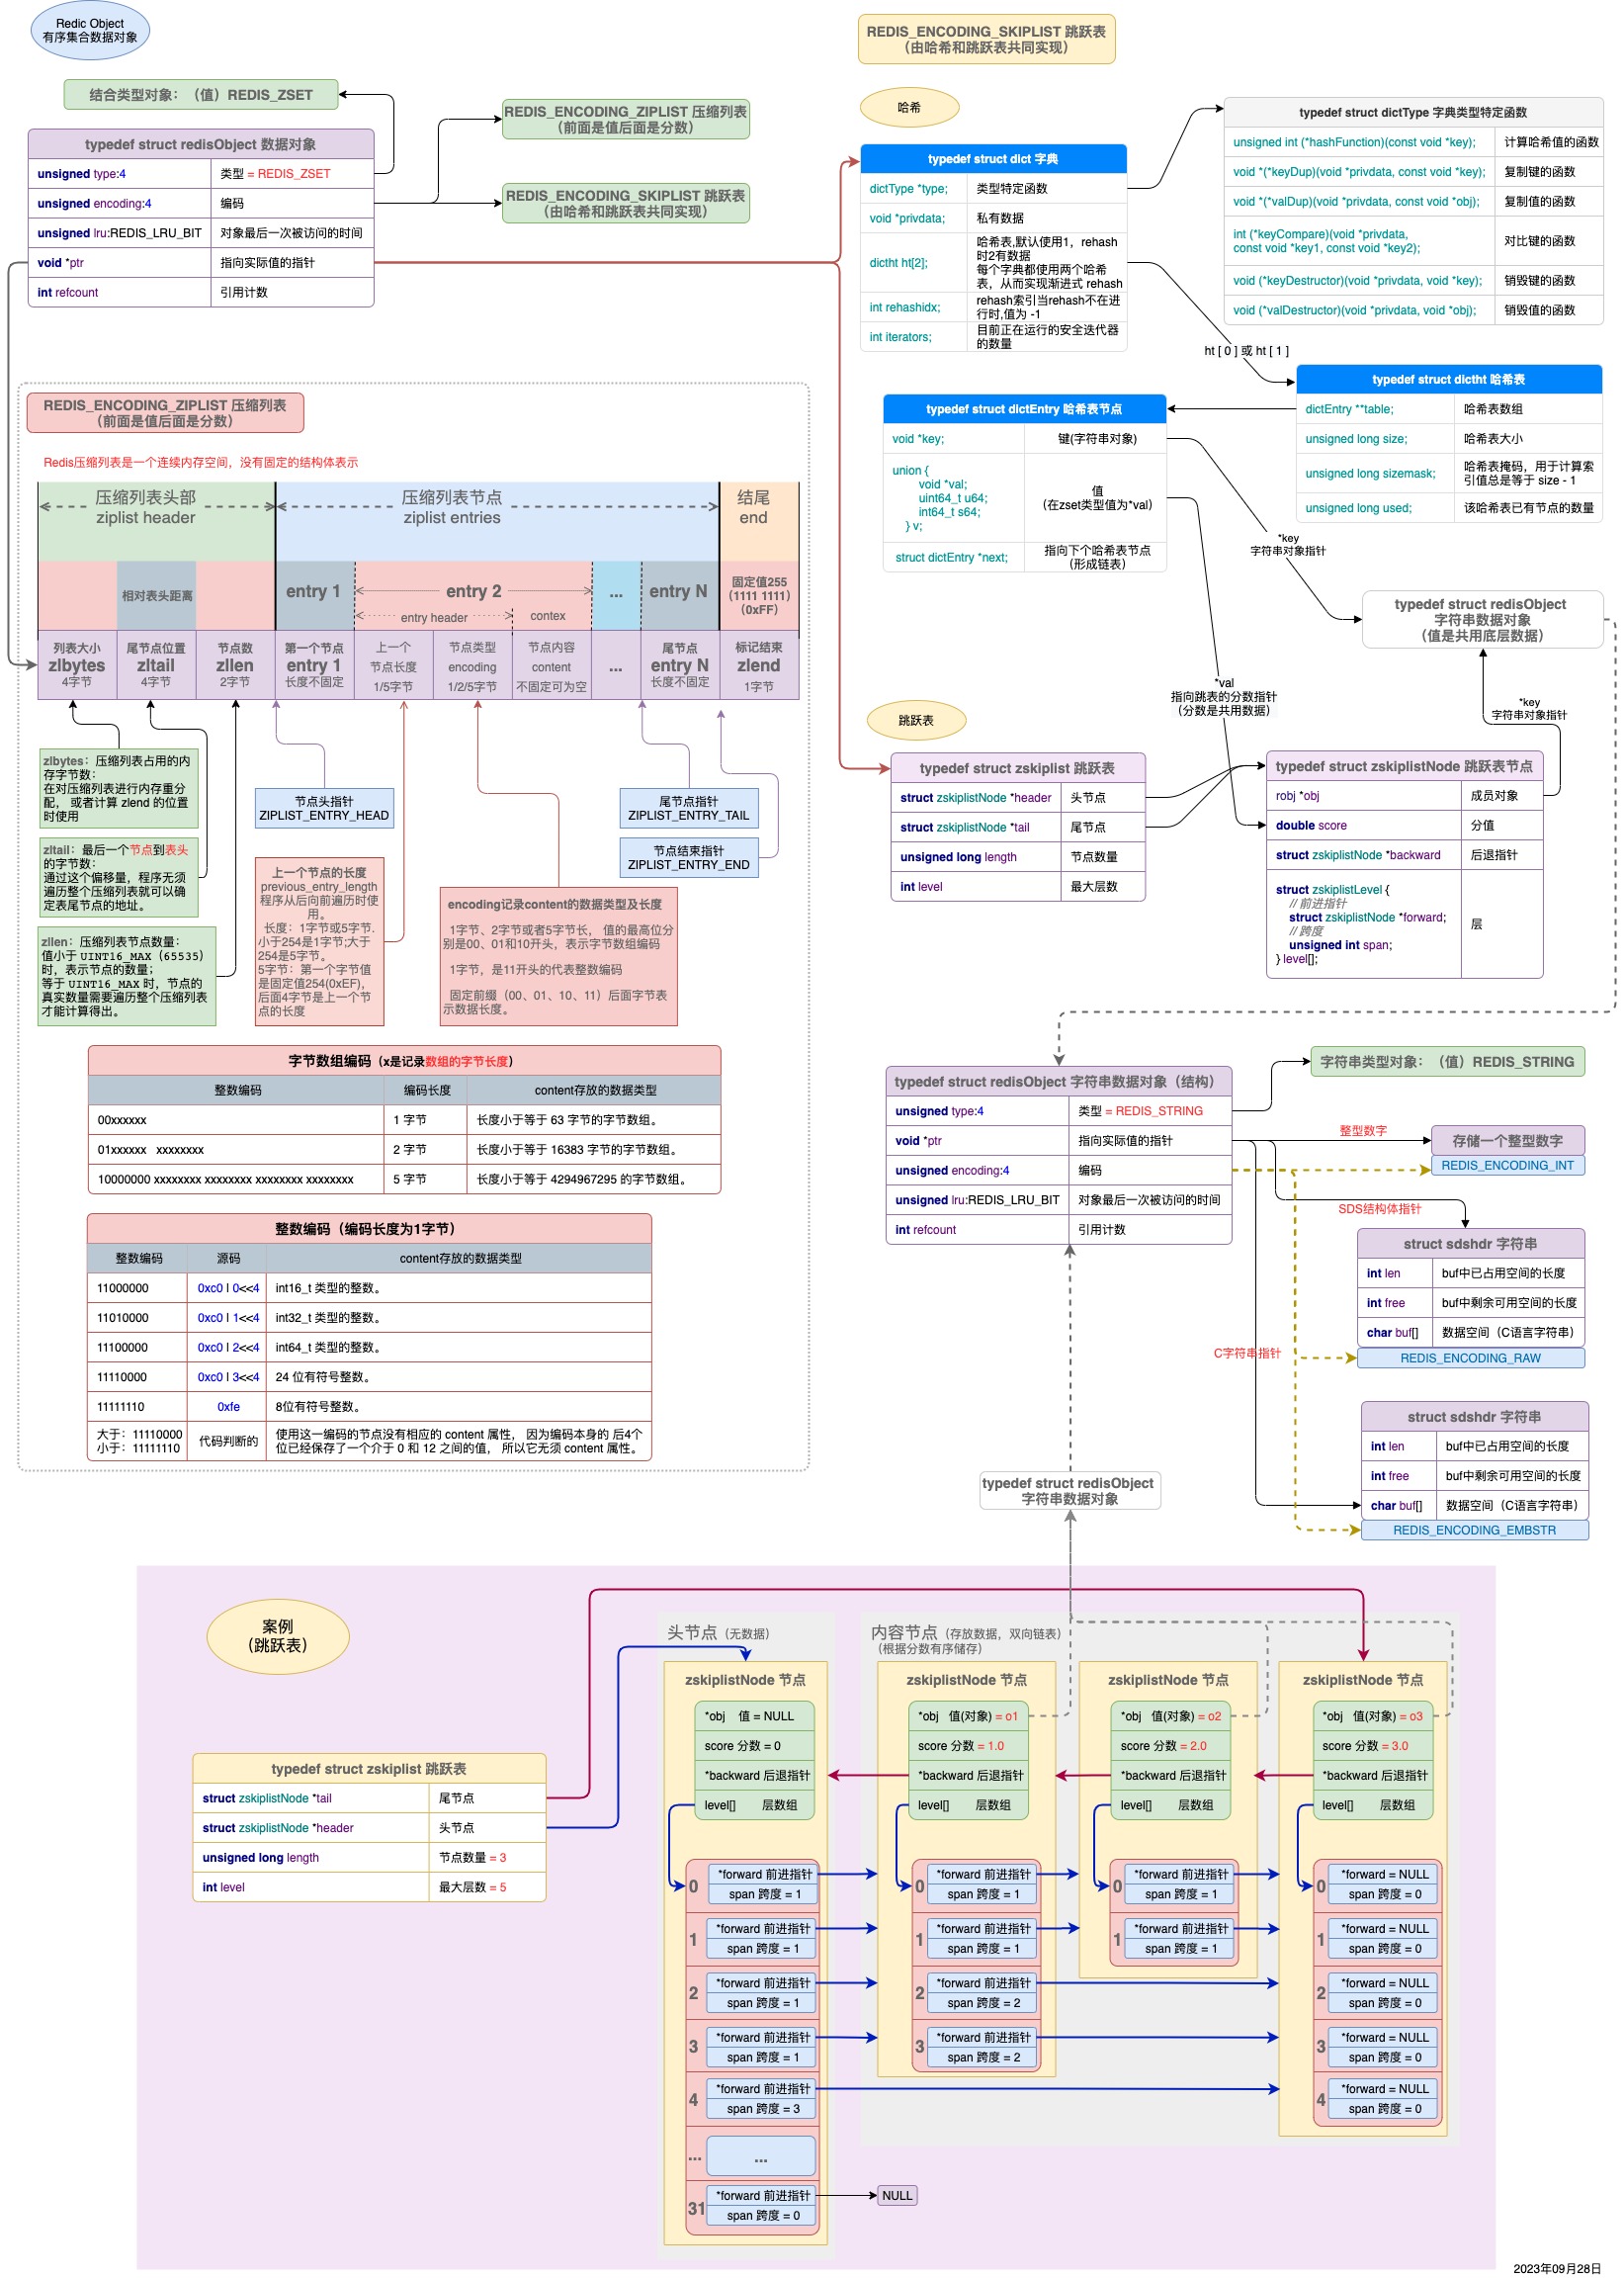 Redic Object
有序集合数据对象
结合类型对象：（值）REDIS_ZSET
typedef struct redisObject 数据对象
unsigned type:4
类型 = REDIS_ZSET
unsigned encoding:4
编码
unsigned lru:REDIS_LRU_BIT
对象最后一次被访问的时间
void *ptr
指向实际值的指针
int refcount
引用计数
REDIS_ENCODING_ZIPLIST 压缩列表
（前面是值后面是分数）
REDIS_ENCODING_SKIPLIST 跳跃表
（由哈希和跳跃表共同实现）
REDIS_ENCODING_SKIPLIST 跳跃表
（由哈希和跳跃表共同实现）
哈希
typedef struct dict 字典
dictType *type;
类型特定函数
void *privdata;
私有数据
dictht ht[2];
哈希表,默认使用1，rehash
时2有数据
每个字典都使用两个哈希
表，从而实现渐进式 rehash
int rehashidx;
rehash索引当rehash不在进
行时,值为 -1
int iterators;
目前正在运行的安全迭代器
的数量
typedef struct dictType 字典类型特定函数
unsigned int (*hashFunction)(const void *key);
计算哈希值的函数
void *(*keyDup)(void *privdata, const void *key);
复制键的函数
void *(*valDup)(void *privdata, const void *obj);
复制值的函数
int (*keyCompare)(void *privdata,
const void *key1, const void *key2);
对比键的函数
void (*keyDestructor)(void *privdata, void *key);
销毁键的函数
void (*valDestructor)(void *privdata, void *obj);
销毁值的函数
ht [ 0 ] 或 ht [ 1 ]
typedef struct dictht 哈希表
dictEntry **table;
哈希表数组
unsigned long size;
哈希表大小
unsigned long sizemask;
哈希表掩码，用于计算索
引值总是等于 size - 1
unsigned long used;
该哈希表已有节点的数量
typedef struct dictEntry 哈希表节点
void *key;
键(字符串对象)
union {
void *val;
uint64_t u64;
int64_t s64;
} v;
值
(在zset类型值为*val)
struct dictEntry *next;
指向下个哈希表节点
(形成链表)
*key
字符串对象指针
typedef struct redisObject
字符串数据对象
（值是共用底层数据）
*val
指向跳表的分数指针
（分数是共用数据）
*key
字符串对象指针
REDIS_ENCODING_ZIPLIST 压缩列表
（前面是值后面是分数）
Redis压缩列表是一个连续内存空间，没有固定的结构体表示
压缩列表头部
ziplist header
压缩列表节点
ziplist entries
结尾
end
相对表头距离
entry 1
entry 2
entry header
contex
...
entry N
固定值255
（1111 1111）
（0xFF）
列表大小
zlbytes
4字节
尾节点位置
zltail
4字节
节点数
zllen
2字节
第一个节点
entry 1
长度不固定
上一个
节点长度
1/5字节
节点类型
encoding
1/2/5字节
节点内容
content
不固定可为空
...
尾节点
entry N
长度不固定
标记结束
zlend
1字节
zlbytes：压缩列表占用的内
存字节数：
在对压缩列表进行内存重分
配， 或者计算 zlend 的位置
时使用
zltail：最后一个节点到表头
的字节数：
通过这个偏移量，程序无须
遍历整个压缩列表就可以确
定表尾节点的地址。
zllen：压缩列表节点数量：
值小于 UINT16_MAX（65535）
时，表示节点的数量；
等于 UINT16_MAX 时，节点的
真实数量需要遍历整个压缩列表
才能计算得出。
节点头指针
ZIPLIST_ENTRY_HEAD
尾节点指针
ZIPLIST_ENTRY_TAIL
节点结束指针
ZIPLIST_ENTRY_END
上一个节点的长度
previous_entry_length
程序从后向前遍历时使
用。
长度：1字节或5字节.
小于254是1字节;大于
254是5字节。
5字节：第一个字节值
是固定值254(0xEF),
后面4字节是上一个节
点的长度
encoding记录content的数据类型及长度
1字节、2字节或者5字节长， 值的最高位分
别是00、01和10开头，表示字节数组编码
1字节，是11开头的代表整数编码
固定前缀（00、01、10、11）后面字节表
示数据长度。
字节数组编码（x是记录数组的字节长度）
整数编码
编码长度
content存放的数据类型
00xxxxxx
1 字节
长度小于等于 63 字节的字节数组。
01xxxxxx xxxxxxxx
2 字节
长度小于等于 16383 字节的字节数组。
10000000 xxxxxxxx xxxxxxxx xxxxxxxx xxxxxxxx
5 字节
长度小于等于 4294967295 的字节数组。
整数编码（编码长度为1字节）
整数编码
源码
content存放的数据类型
11000000
0xc0 | 0<<4
int16_t 类型的整数。
11010000
0xc0 | 1<<4
int32_t 类型的整数。
11100000
0xc0 | 2<<4
int64_t 类型的整数。
11110000
0xc0 | 3<<4
24 位有符号整数。
11111110
0xfe
8位有符号整数。
大于：11110000
小于：11111110
代码判断的
使用这一编码的节点没有相应的 content 属性， 因为编码本身的 后4个
位已经保存了一个介于 0 和 12 之间的值， 所以它无须 content 属性。
跳跃表
typedef struct zskiplist 跳跃表
struct zskiplistNode *header
头节点
struct zskiplistNode *tail
尾节点
unsigned long length
节点数量
int level
最大层数
typedef struct zskiplistNode 跳跃表节点
robj *obj
成员对象
double score
分值
struct zskiplistNode *backward
后退指针
struct zskiplistLevel {
// 前进指针
struct zskiplistNode *forward;
// 跨度
unsigned int span;
} level[];
层
typedef struct redisObject 字符串数据对象（结构）
unsigned type:4
类型 = REDIS_STRING
void *ptr
指向实际值的指针
unsigned encoding:4
编码
unsigned lru:REDIS_LRU_BIT
对象最后一次被访问的时间
int refcount
引用计数
字符串类型对象：（值）REDIS_STRING
整型数字
存储一个整型数字
REDIS_ENCODING_INT
SDS结构体指针
struct sdshdr 字符串
int len
buf中已占用空间的长度
int free
buf中剩余可用空间的长度
char buf[]
数据空间（C语言字符串）
REDIS_ENCODING_RAW
C字符串指针
struct sdshdr 字符串
int len
buf中已占用空间的长度
int free
buf中剩余可用空间的长度
char buf[]
数据空间（C语言字符串）
REDIS_ENCODING_EMBSTR
typedef struct redisObject
字符串数据对象
案例
（跳跃表）
typedef struct zskiplist 跳跃表
struct zskiplistNode *tail
尾节点
struct zskiplistNode *header
头节点
unsigned long length
节点数量 = 3
int level
最大层数 = 5
头节点（无数据）
zskiplistNode 节点
*obj 值 = NULL
score 分数 = 0
*backward 后退指针
level[] 层数组
0
*forward 前进指针
span 跨度 = 1
1
*forward 前进指针
span 跨度 = 1
2
*forward 前进指针
span 跨度 = 1
3
*forward 前进指针
span 跨度 = 1
4
*forward 前进指针
span 跨度 = 3
...
...
31
*forward 前进指针
span 跨度 = 0
NULL
内容节点（存放数据，双向链表）
（根据分数有序储存）
zskiplistNode 节点
*obj 值(对象) = o1
score 分数 = 1.0
*backward 后退指针
level[] 层数组
0
*forward 前进指针
span 跨度 = 1
1
*forward 前进指针
span 跨度 = 1
2
*forward 前进指针
span 跨度 = 2
3
*forward 前进指针
span 跨度 = 2
zskiplistNode 节点
*obj 值(对象) = o2
score 分数 = 2.0
*backward 后退指针
level[] 层数组
0
*forward 前进指针
span 跨度 = 1
1
*forward 前进指针
span 跨度 = 1
zskiplistNode 节点
*obj 值(对象) = o3
score 分数 = 3.0
*backward 后退指针
level[] 层数组
0
*forward = NULL
span 跨度 = 0
1
*forward = NULL
span 跨度 = 0
2
*forward = NULL
span 跨度 = 0
3
*forward = NULL
span 跨度 = 0
4
*forward = NULL
span 跨度 = 0
2023年09月28日